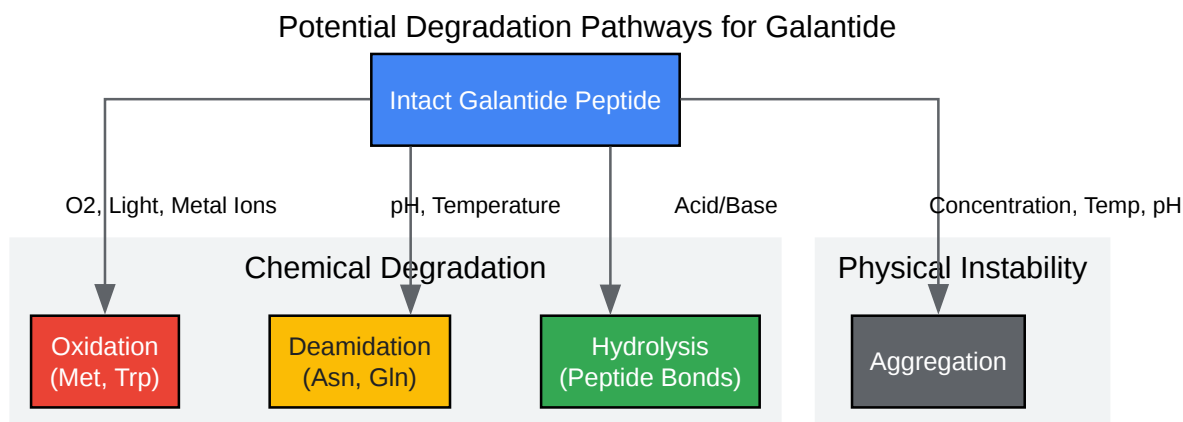 Potential Degradation Pathways for Galantide
Intact Galantide Peptide
O2, Light, Metal Ions
pH, Temperature
Acid/Base
Concentration, Temp, pH
Chemical Degradation
Physical Instability
Oxidation
(Met, Trp)
Deamidation
(Asn, Gln)
Hydrolysis
(Peptide Bonds)
Aggregation